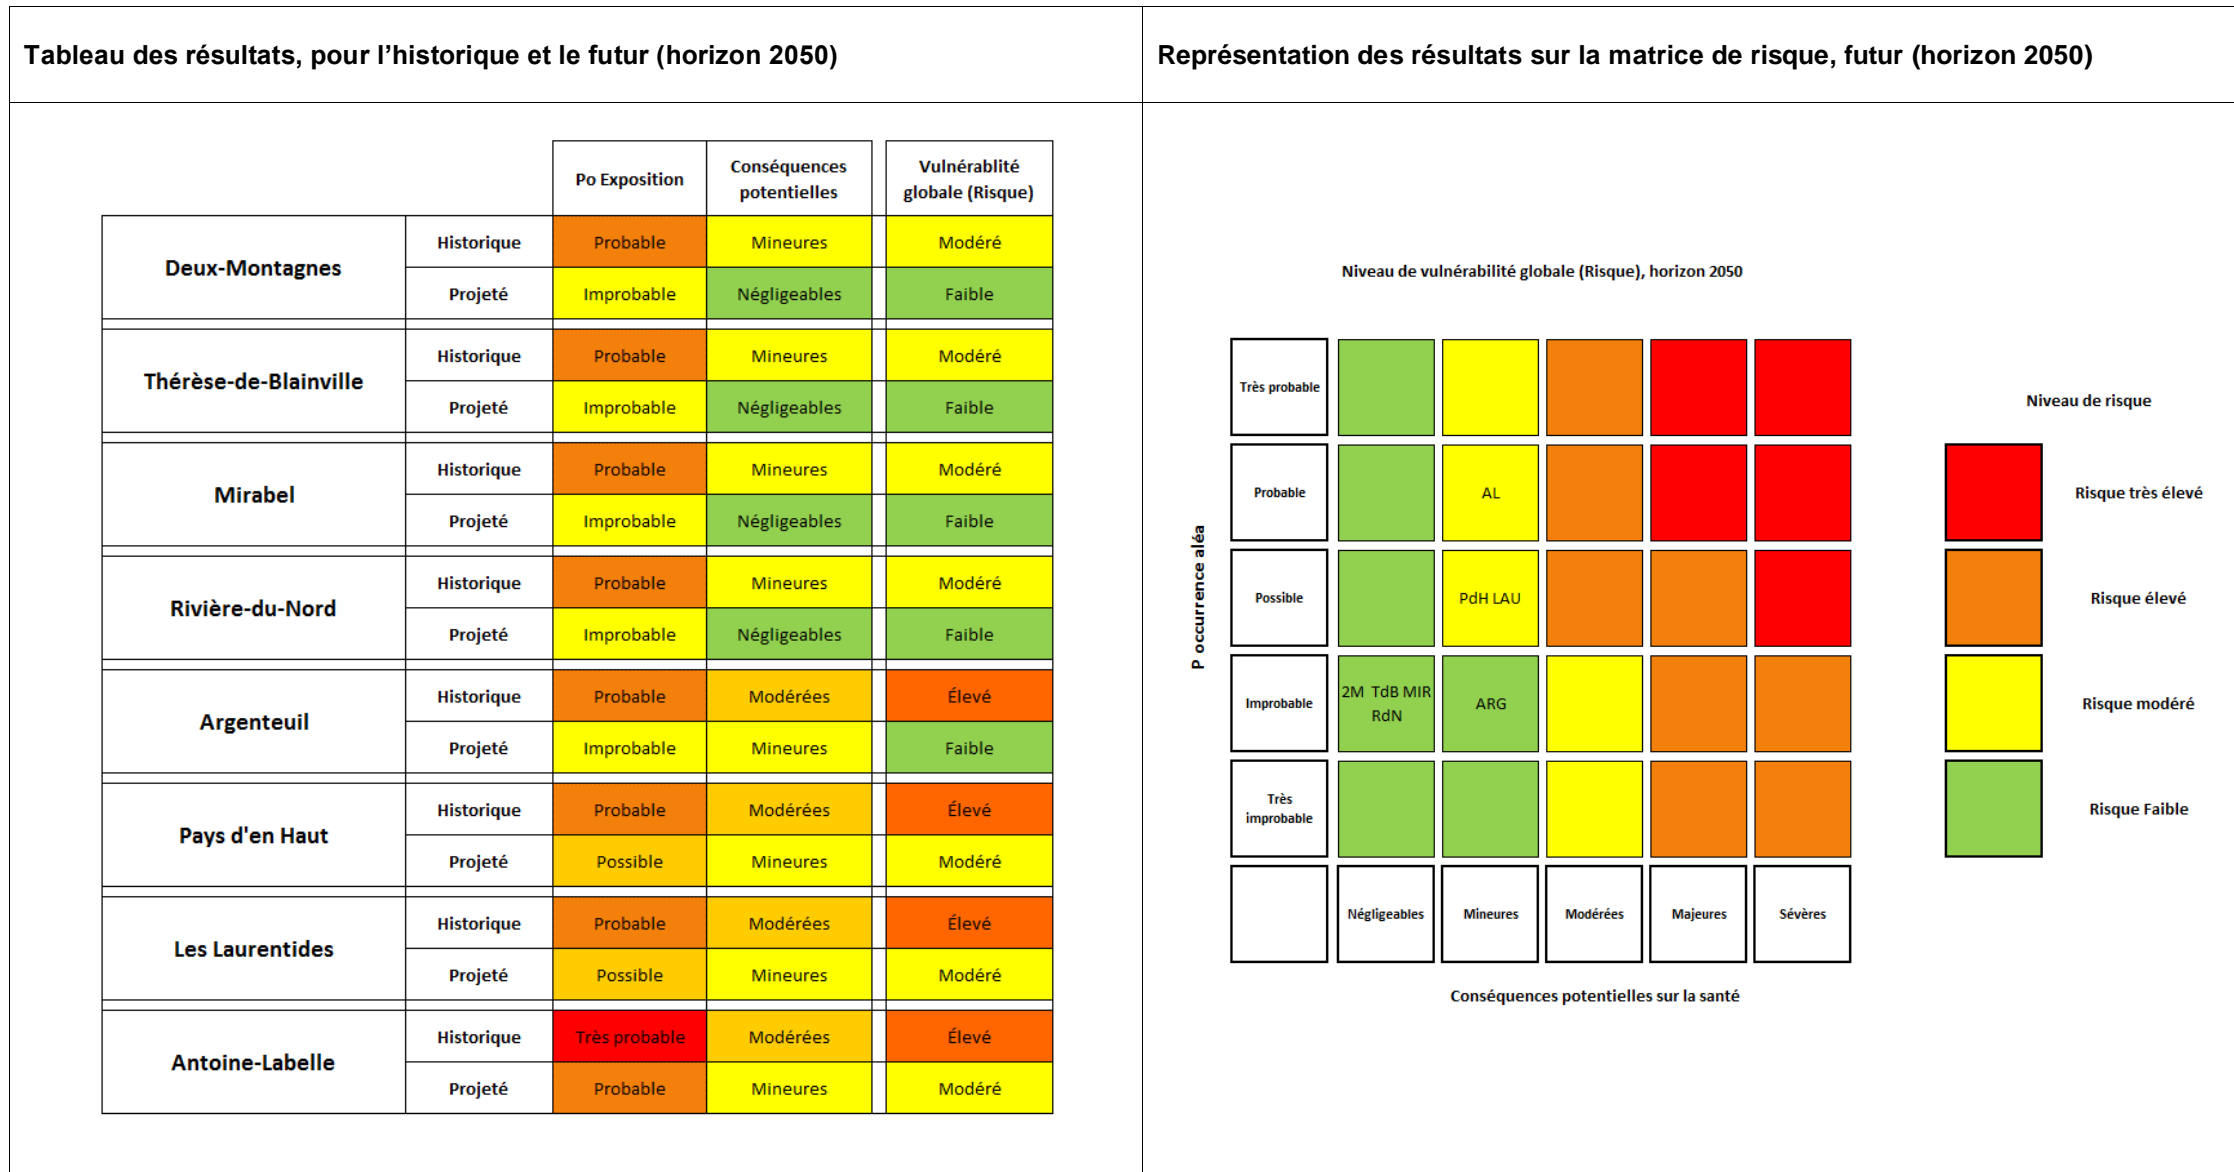 Tableau des résultats, pour l'historique et le futur (horizon 2050)
Po Exposition
Conséquences
potentielles
Vulnérablité
globale (Risque)
Deux-Montagnes
Historique Probable Mineures Modéré
Projeté Improbable Négligeables Faible
Thérèse-de-Blainville
Historique Probable Mineures Modéré
Projeté Improbable Négligeables Faible
Mirabel
Historique Probable Mineures Modéré
Projeté Improbable Négligeables Faible
Rivière-du-Nord
Historique Probable Mineures Modéré
Projeté Improbable Négligeables Faible
Argenteuil
Historique Probable Modérées Élevé
Projeté Improbable Mineures Faible
Pays d'en Haut
Historique Probable Modérées Élevé
Projeté Possible Mineures Modéré
Les Laurentides
Historique Probable Modérées Élevé
Projeté Possible Mineures Modéré
Antoine-Labelle
Historique Très probable Modérées Élevé
Projeté Probable Mineures Modéré
Représentation des résultats sur la matrice de risque, futur (horizon 2050)
Niveau de vulnérabilité globale (Risque), horizon 2050
P occurrence aléa
Très probable
Probable
AL
Possible
PdH LAU
Improbable
2M TdB MIR
RdN
ARG
Très
improbable
Négligeables Mineures Modérées Majeures Sévères
Conséquences potentielles sur la santé
Niveau de risque
Risque très élevé
Risque élevé
Risque modéré
Risque Faible